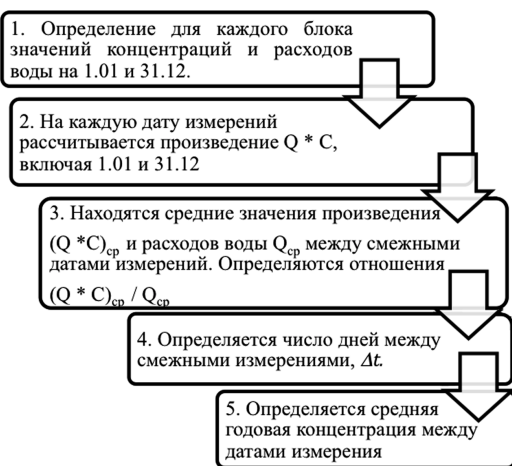 1. Определение для каждого блока
значений концентраций и расходов
воды на 1.01 и 31.12.
2. На каждую дату измерений
рассчитывается произведение Q * C,
включая 1.01 и 31.12
3. Находятся средние значения произведения
(Q *C)ср и расходов воды Qср между смежными
датами измерений. Определяются отношения
(Q * C)ср / Qср
4. Определяется число дней между
смежными измерениями, Δt.
5. Определяется средняя
годовая концентрация между
датами измерения